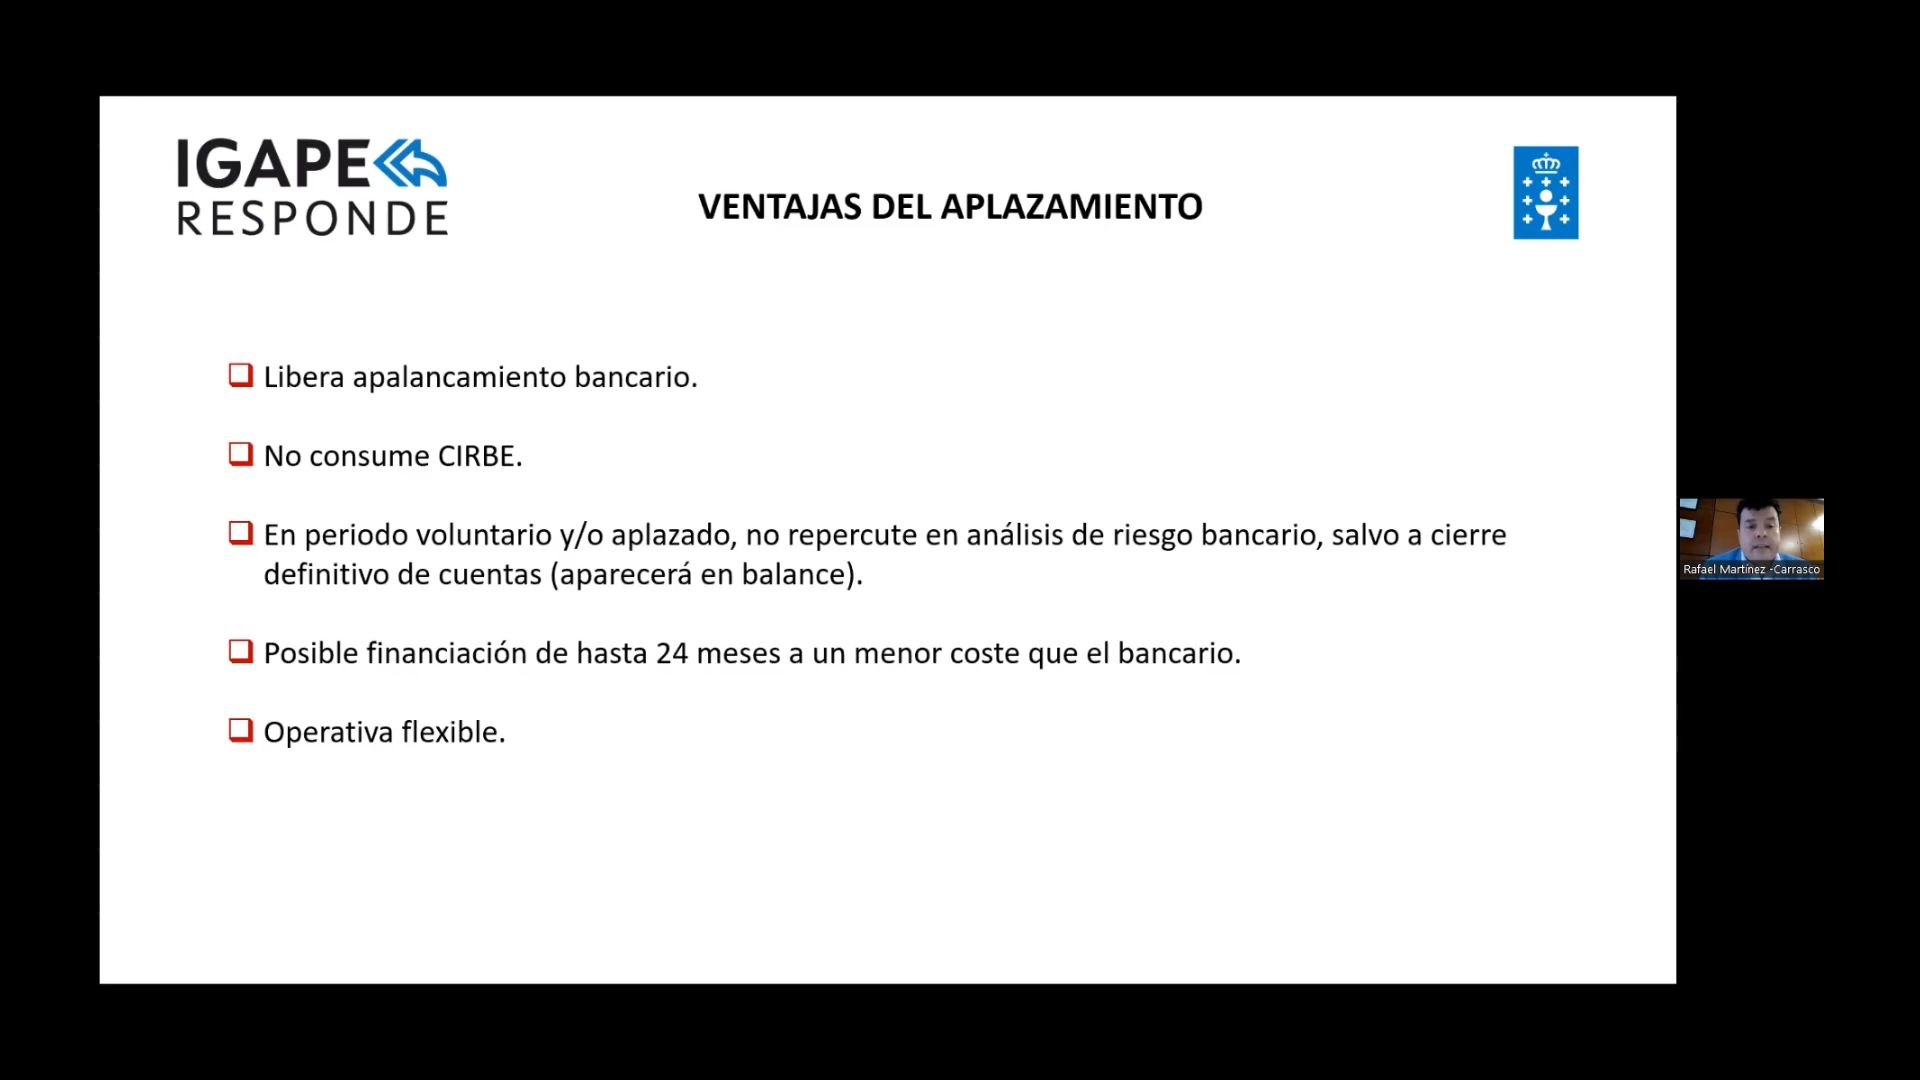 IGAPE
RESPONDE
VENTAJAS DEL APLAZAMIENTO
Libera apalancamiento bancario.
No consume CIRBE.
En periodo voluntario y/o aplazado, no repercute en análisis de riesgo bancario, salvo a cierre
definitivo de cuentas (aparecerá en balance).
Posible financiación de hasta 24 meses a un menor coste que el bancario.
Operativa flexible.
Rafael Martínez -Carrasco